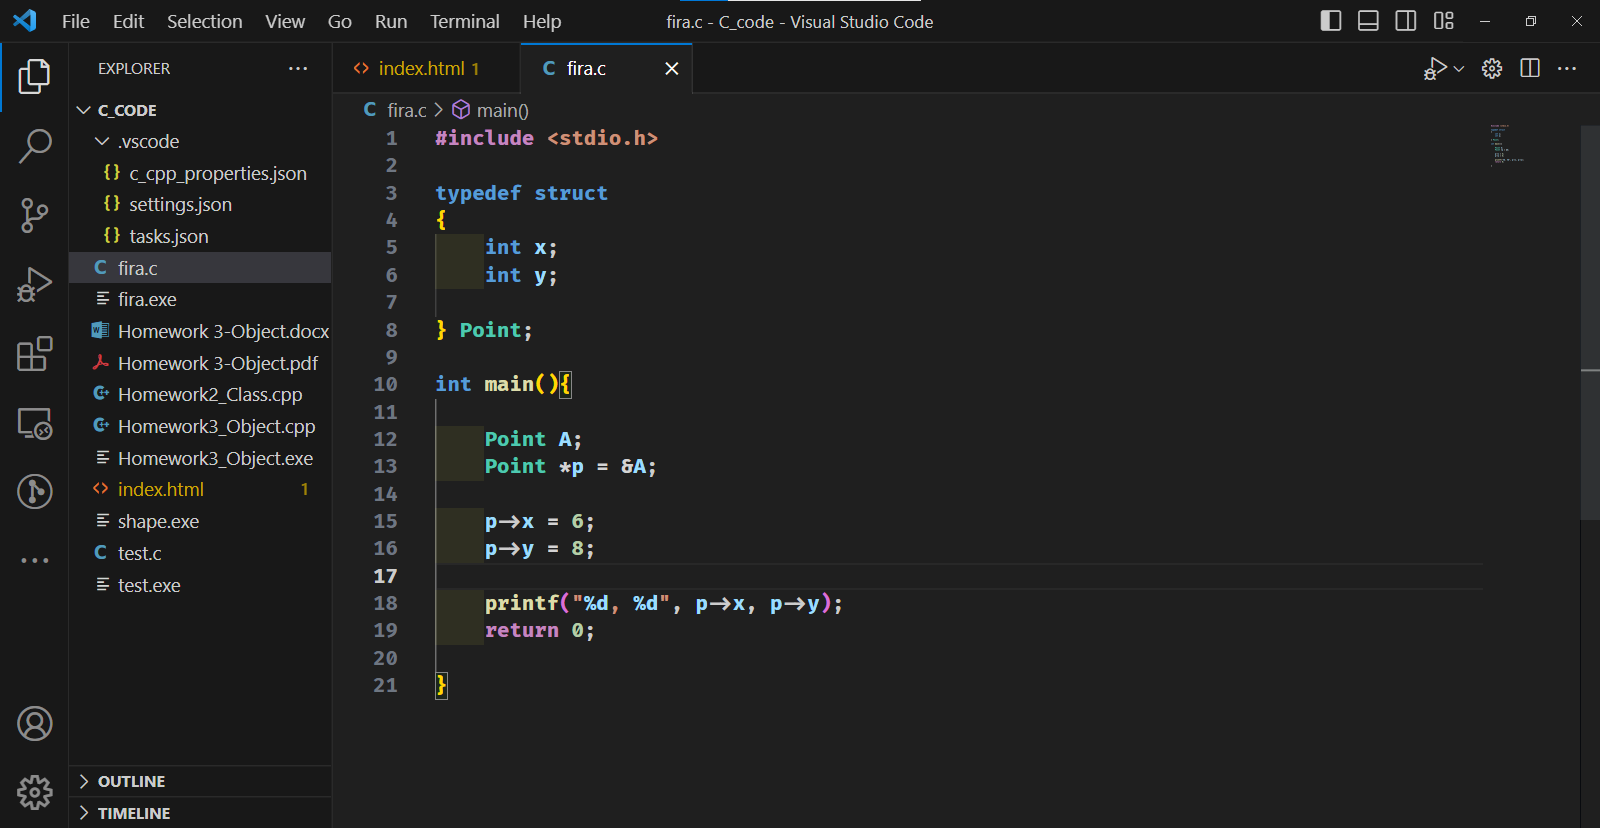 File Edit Selection View Go Run Terminal Help
fira.c - C_code - Visual Studio Code
EXPLORER
C_CODE
.vscode
{} c_cpp_properties.json
{} settings.json
{} tasks.json
C fira.c
fira.exe
Homework 3-Object.docx
Homework 3-Object.pdf
Homework2_Class.cpp
Homework3_Object.cpp
Homework3_Object.exe
<> index.html 1
shape.exe
C test.c
test.exe
OUTLINE
TIMELINE
<> index.html 1
C fira.c
C fira.c > main()
1 #include <stdio.h>
2
3 typedef struct
4 {
5 int x;
6 int y;
7
8 } Point;
9
10 int main(){
11
12 Point A;
13 Point *p = &A;
14
15 p->x = 6;
16 p->y = 8;
17
18 printf("%d, %d", p->x, p->y);
19 return 0;
20
21 }